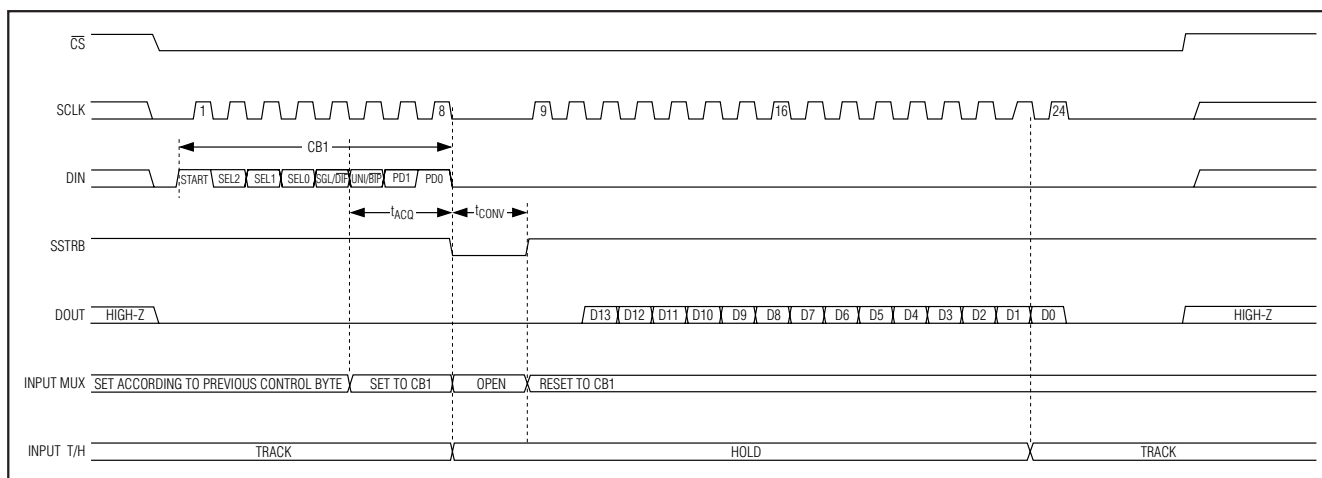 CS
SCLK 1 8 9 16 24
CB1
DIN START SEL2 SEL1 SEL0 SGL/DIF UNI/BIP PD1 PD0
tACQ tCONV
SSTRB
DOUT HIGH-Z D13 D12 D11 D10 D9 D8 D7 D6 D5 D4 D3 D2 D1 D0 HIGH-Z
INPUT MUX SET ACCORDING TO PREVIOUS CONTROL BYTE SET TO CB1 OPEN RESET TO CB1
INPUT T/H TRACK HOLD TRACK